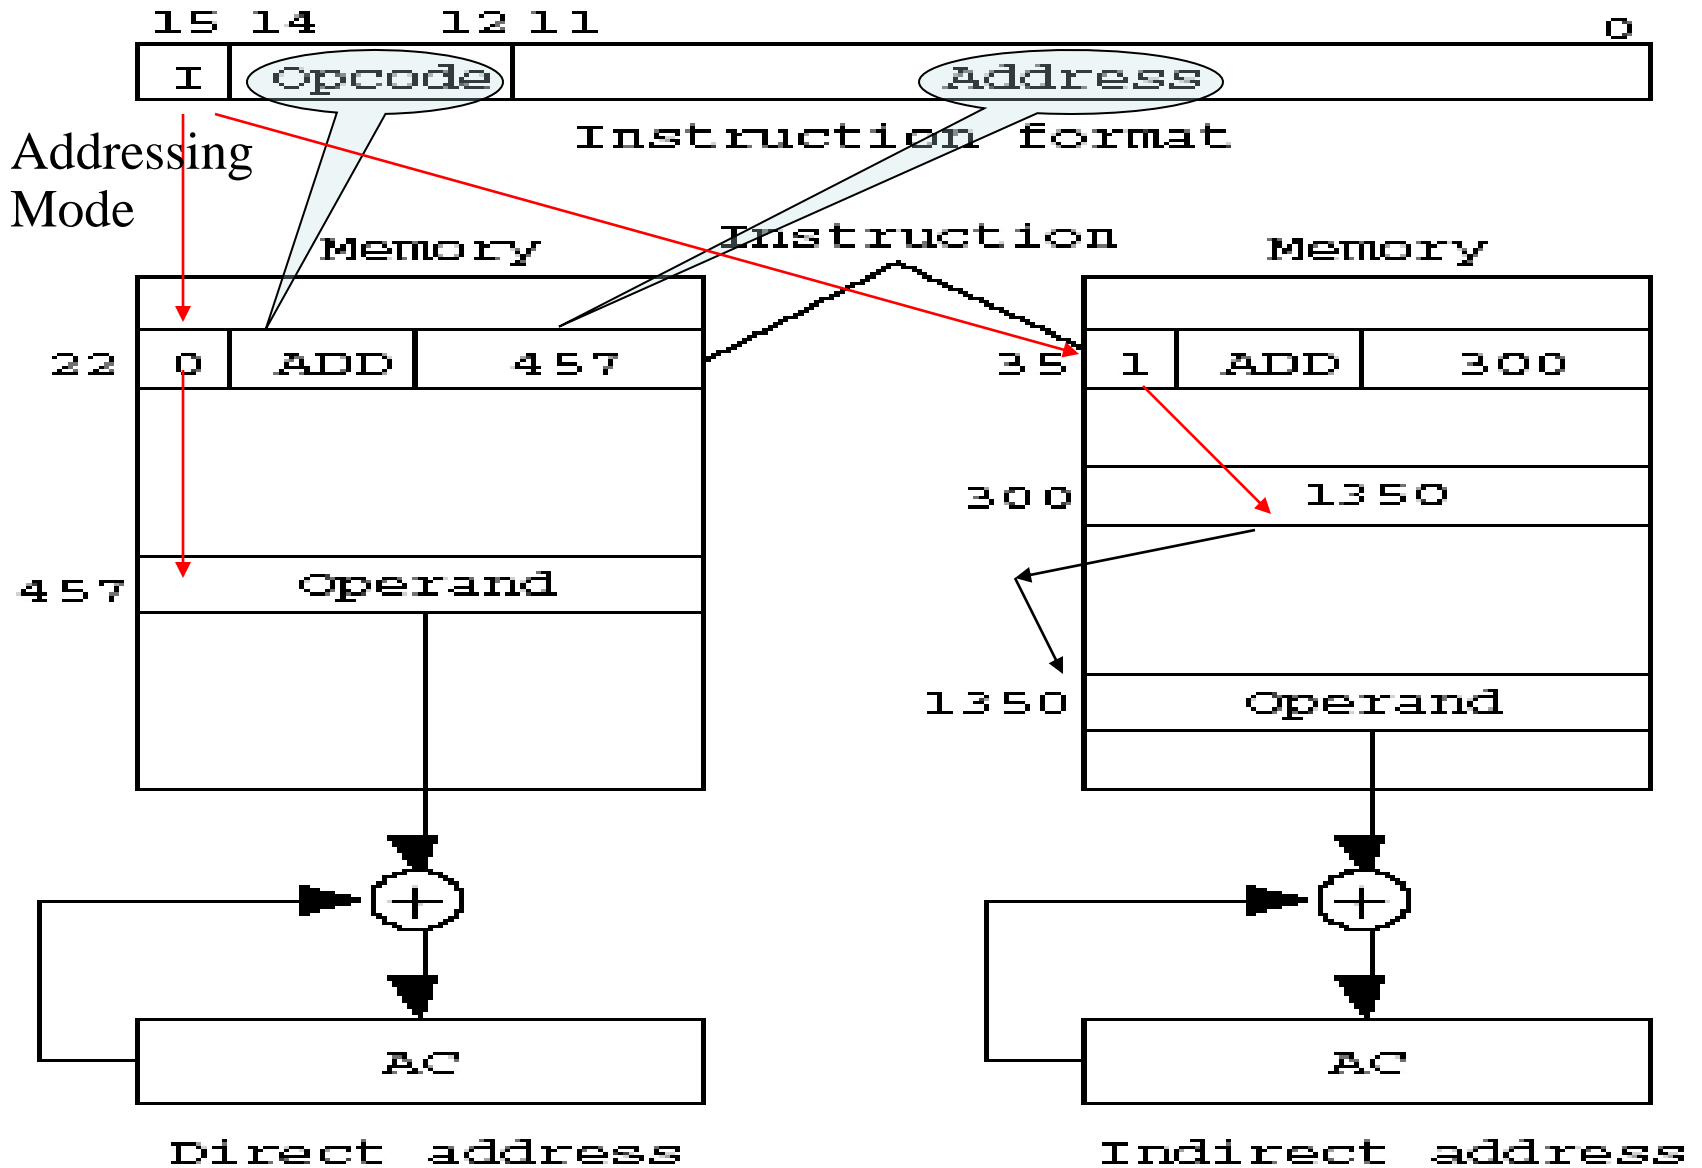 15 14 12 11 0
I Opcode Address
Instruction format
Addressing
Mode
Instruction
Memory Memory
22 0 ADD 457 35 1 ADD 300
300 1350
457 Operand
1350 Operand
+ +
AC AC
Direct address Indirect address